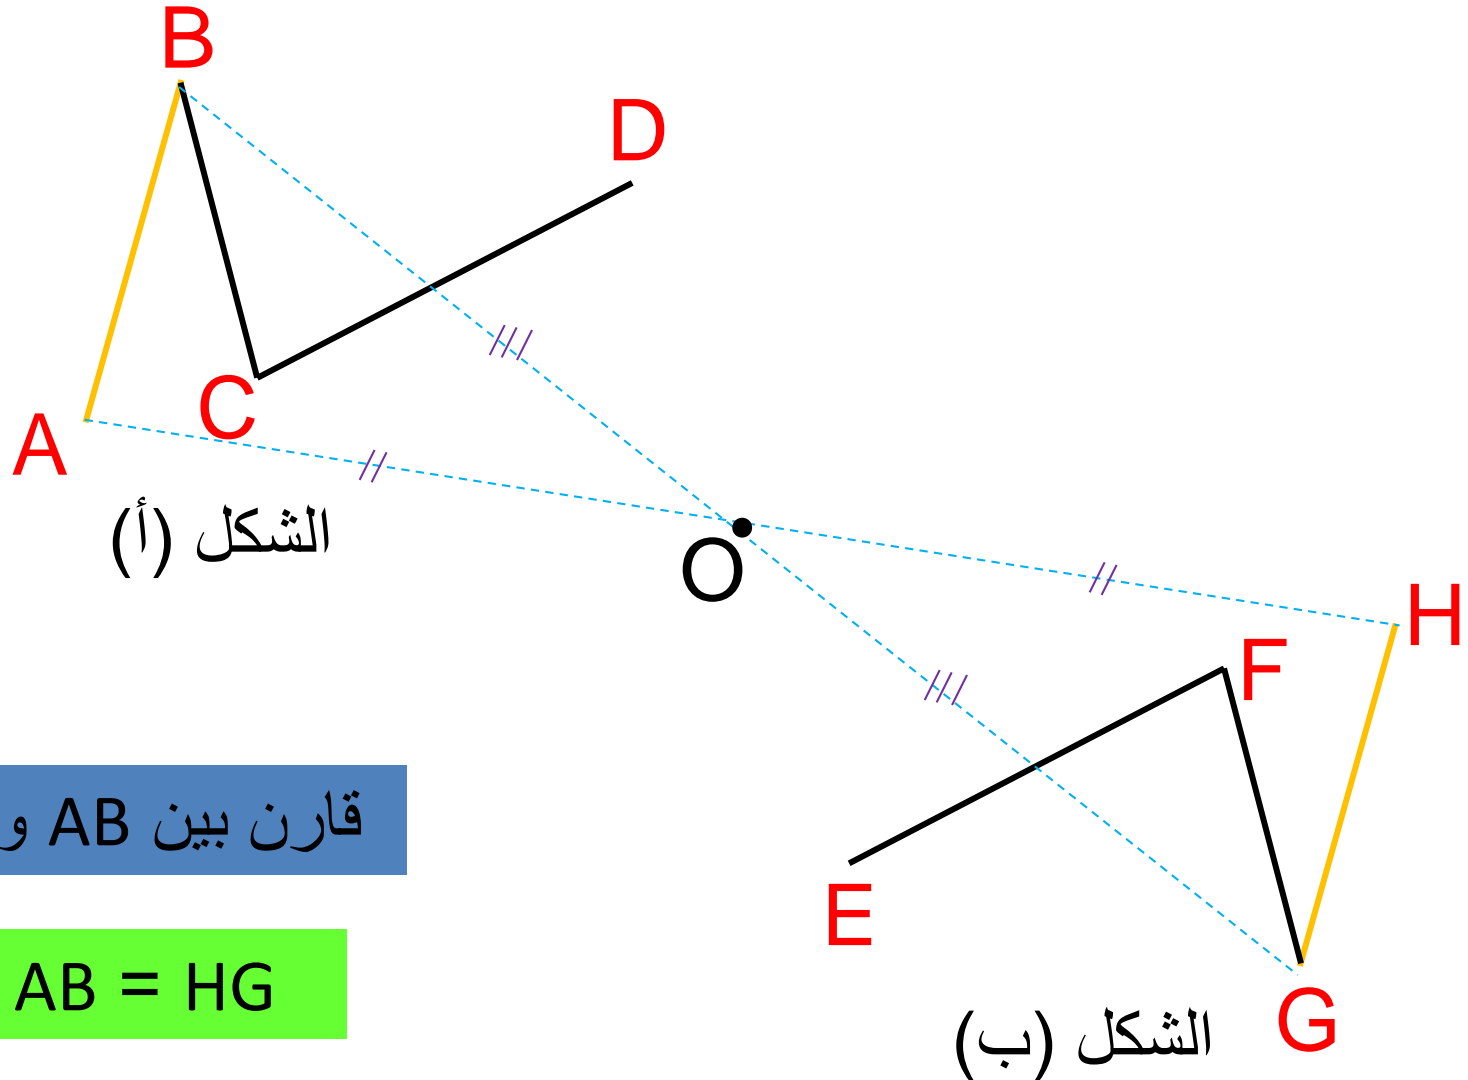 B
D
C
A
الشكل (أ)
O
H
F
قارن بين AB و
E
AB = HG
G
الشكل (ب)